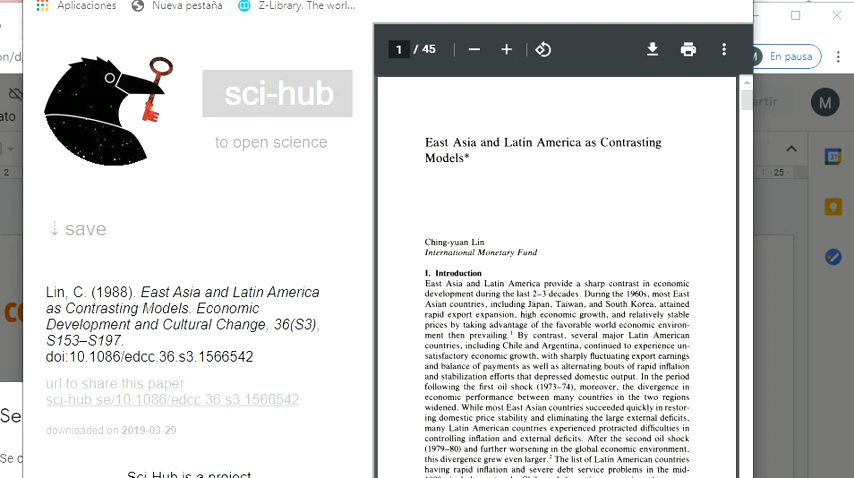 Aplicaciones
Nueva pestaña
Z-Library. The worl...
on/d
1 / 45
M
En pausa
sci-hub
to open science
ato
artir
M
2
25
31
↓ save
East Asia and Latin America as Contrasting
Models*
Ching-yuan Lin
International Monetary Fund
Lin, C. (1988). East Asia and Latin America
as Contrasting Models. Economic
Development and Cultural Change, 36(S3),
S153–S197.
doi:10.1086/edcc.36.s3.1566542
url to share this paper
sci-hub.se/10.1086/edcc.36.s3.1566542
downloaded on 2019-03-29
Sci-Hub is a project
Se
Se c
I. Introduction
East Asia and Latin America provide a sharp contrast in economic
development during the last 2–3 decades. During the 1960s, most East
Asian countries, including Japan, Taiwan, and South Korea, attained
rapid export expansion, high economic growth, and relatively stable
prices by taking advantage of the favorable world economic environ-
ment then prevailing.¹ By contrast, several major Latin American
countries, including Chile and Argentina, continued to experience un-
satisfactory economic growth, with sharply fluctuating export earnings
and balance of payments as well as alternating bouts of rapid inflation
and stabilization efforts that depressed domestic output. In the period
following the first oil shock (1973–74), moreover, the divergence in
economic performance between many countries in the two regions
widened. While most East Asian countries succeeded quickly in restor-
ing domestic price stability and eliminating the large external deficits,
many Latin American countries experienced protracted difficulties in
controlling inflation and external deficits. After the second oil shock
(1979–80) and further worsening in the global economic environment,
this divergence grew even larger.² The list of Latin American countries
having rapid inflation and severe debt service problems in the mid-